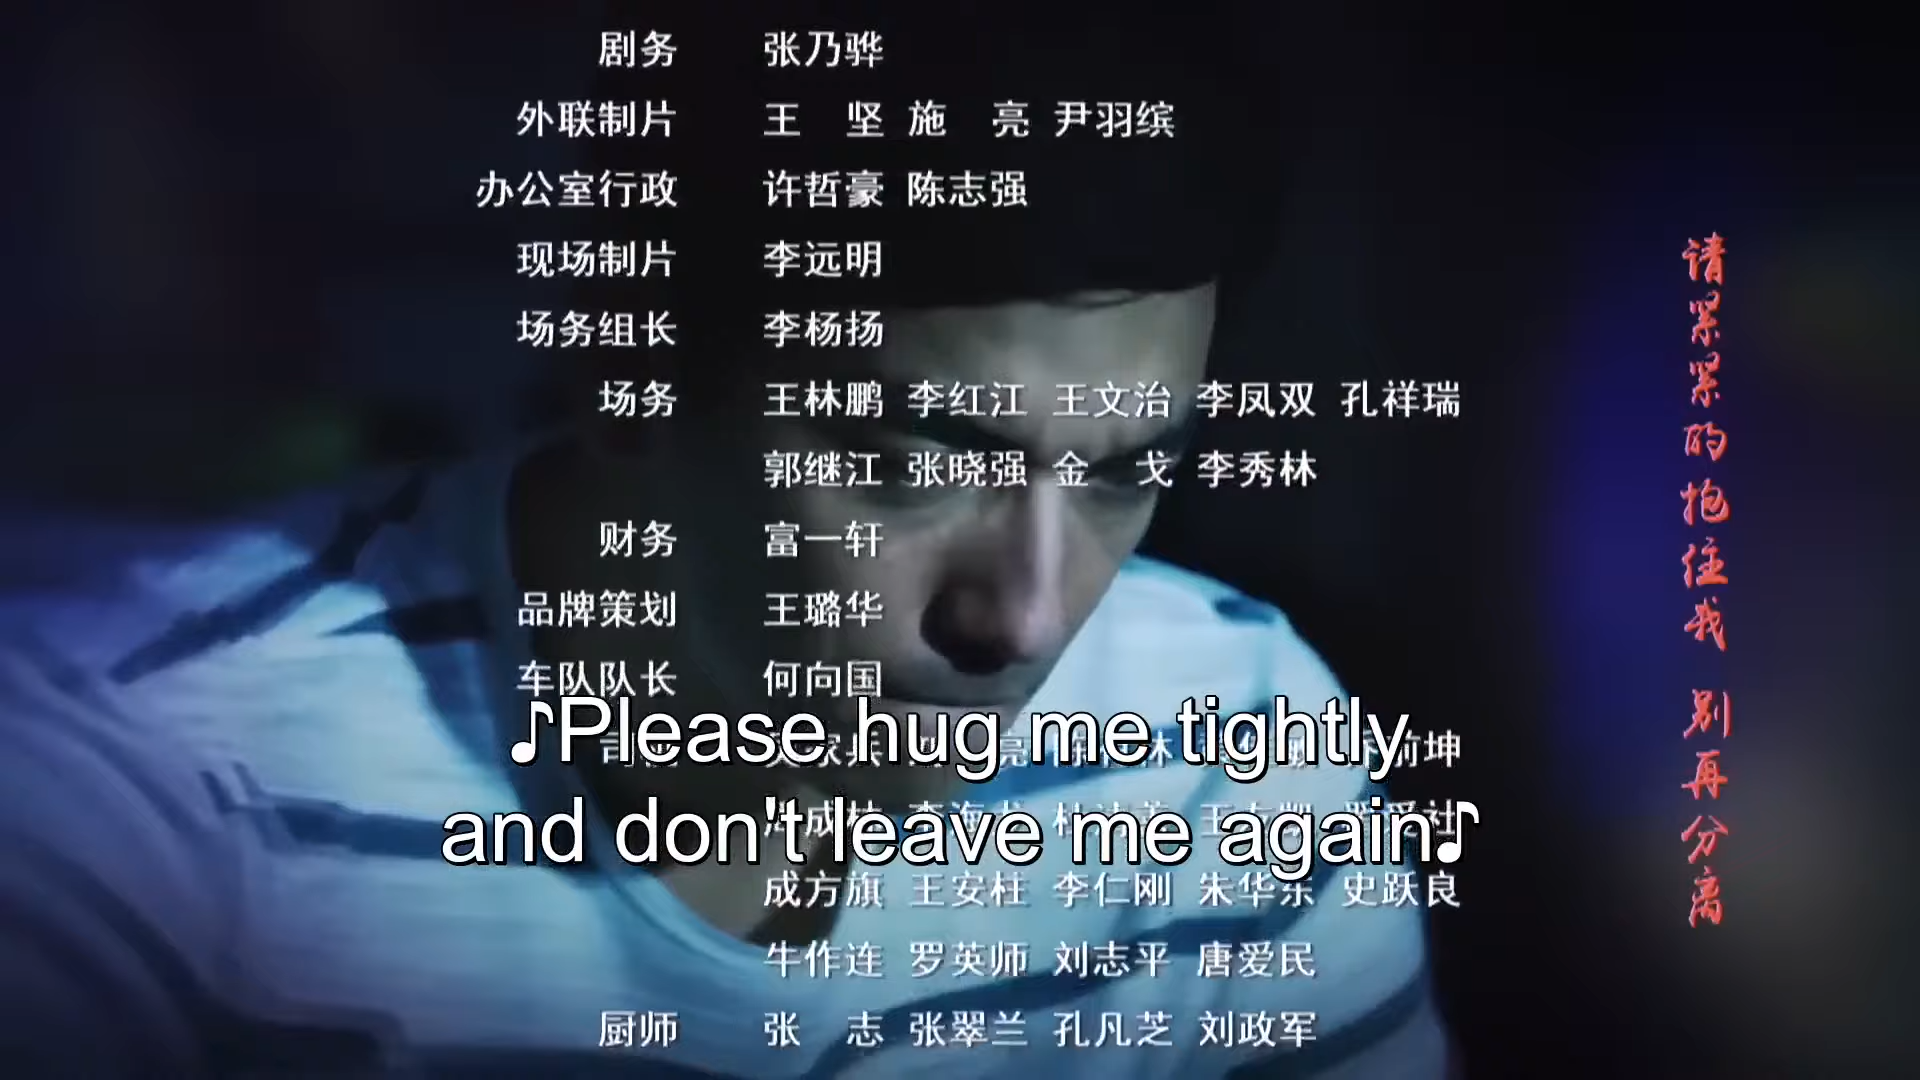 剧务 张乃骅
外联制片 王 坚 施 亮 尹羽缤
办公室行政 许哲豪 陈志强
现场制片 李远明
场务组长 李杨扬
场务 王林鹏 李红江 王文治 李凤双 孔祥瑞
郭继江 张晓强 金 戈 李秀林
财务 富一轩
品牌策划 王璐华
车队队长 何向国
♪Please hug me tightly
and don't leave me again♪
成方旗 王安柱 李仁刚 朱华东 史跃良
牛作连 罗英师 刘志平 唐爱民
厨师 张 志 张翠兰 孔凡芝 刘政军
请紧紧的抱住我 别再分离